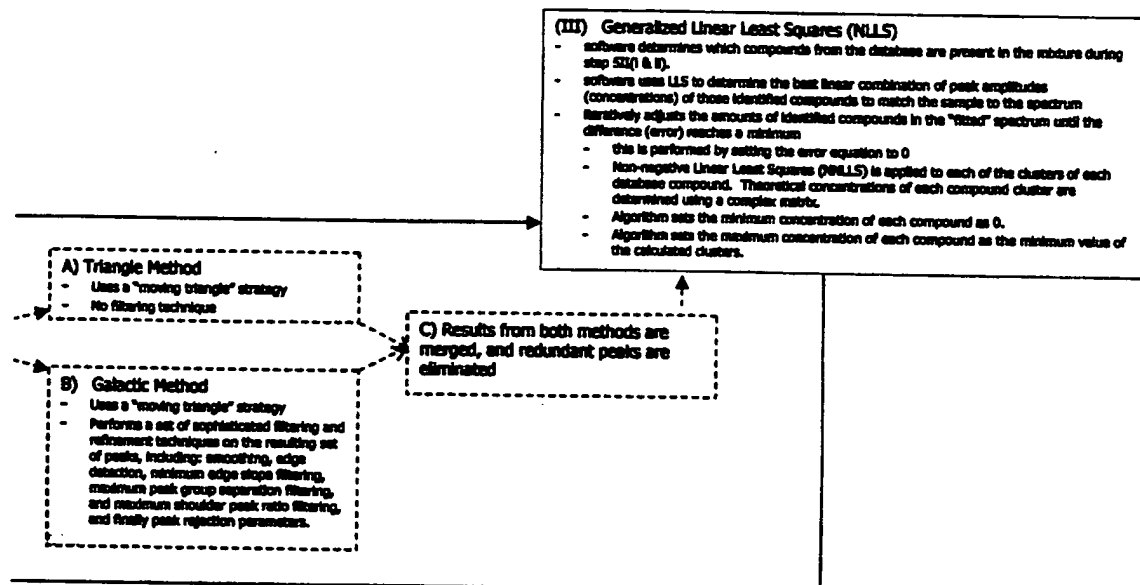 (III) Generalized Linear Least Squares (NLLS)
- software determines which compounds from the database are present in the mixture during
step SII(i & ii).
- software uses LLS to determine the best linear combination of peak amplitudes
(concentrations) of those identified compounds to match the sample to the spectrum
- iteratively adjusts the amounts of identified compounds in the "fitted" spectrum until the
difference (error) reaches a minimum
- this is performed by setting the error equation to 0
- Non-negative Linear Least Squares (NNLLS) is applied to each of the clusters of each
database compound. Theoretical concentrations of each compound cluster are
determined using a complex matrix.
- Algorithm sets the minimum concentration of each compound as 0.
- Algorithm sets the maximum concentration of each compound as the minimum value of
the calculated clusters.
A) Triangle Method
- Uses a "moving triangle" strategy
- No filtering technique
C) Results from both methods are
merged, and redundant peaks are
eliminated
B) Galactic Method
- Uses a "moving triangle" strategy
- Performs a set of sophisticated filtering and
refinement techniques on the resulting set
of peaks, including: smoothing, edge
detection, minimum edge slope filtering,
maximum peak group separation filtering,
and maximum shoulder peak ratio filtering,
and finally peak rejection parameters.